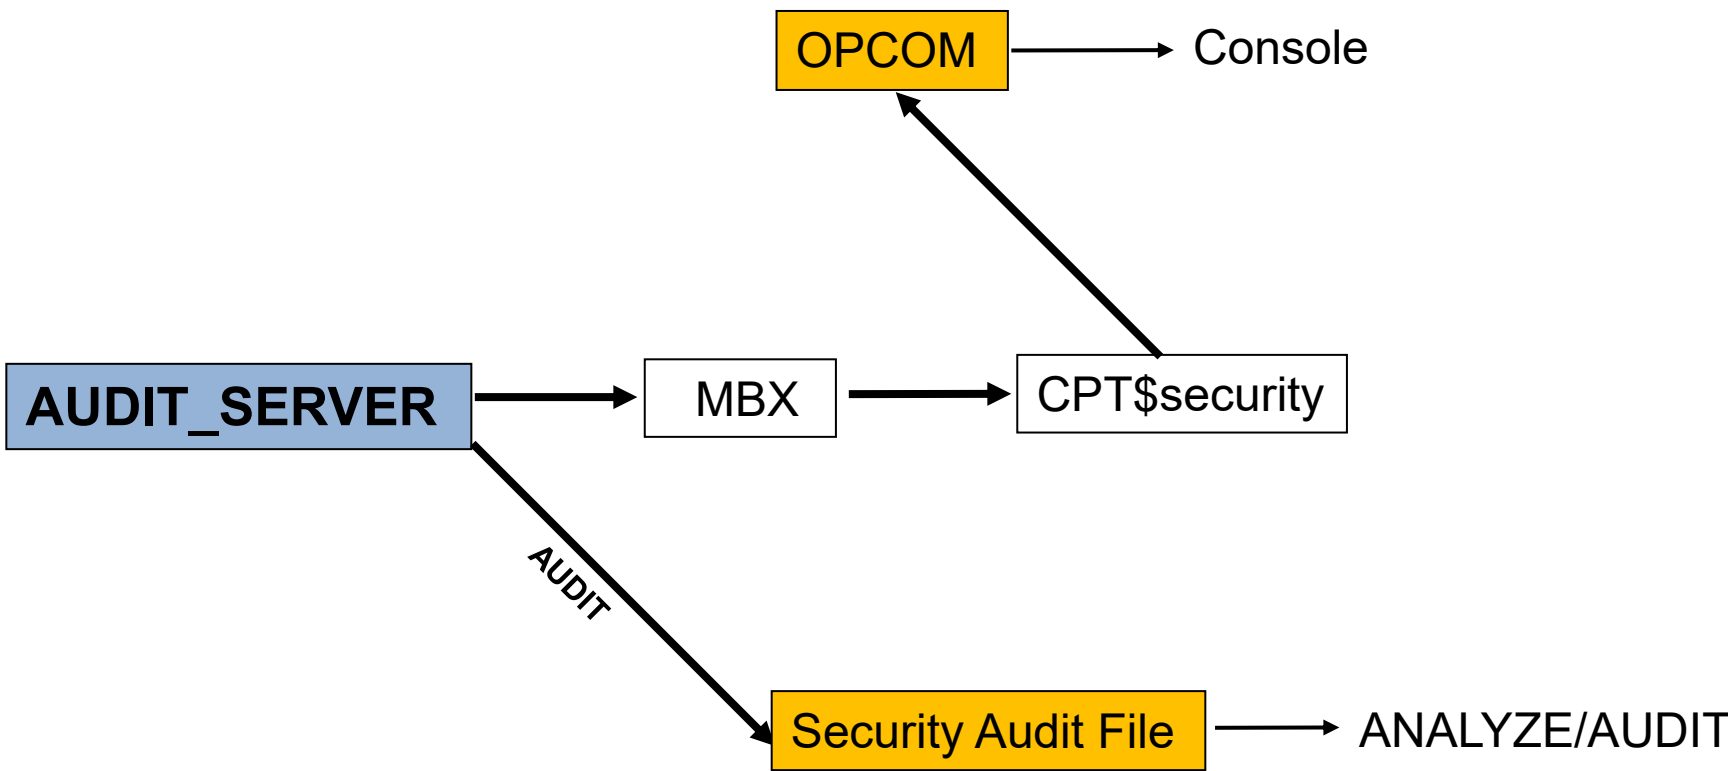 OPCOM
Console
AUDIT_SERVER
MBX
CPT$security
AUDIT
Security Audit File
ANALYZE/AUDIT